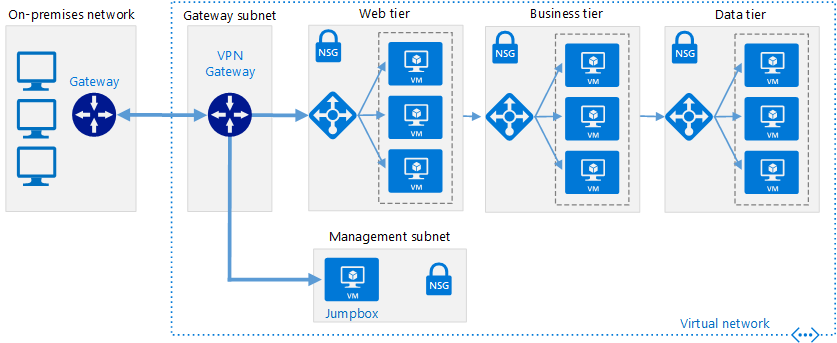 On-premises network
Gateway subnet
Web tier
Business tier
Data tier
Gateway
VPN
Gateway
NSG
VM
VM
VM
NSG
VM
VM
VM
NSG
VM
VM
VM
Management subnet
VM
Jumpbox
NSG
Virtual network